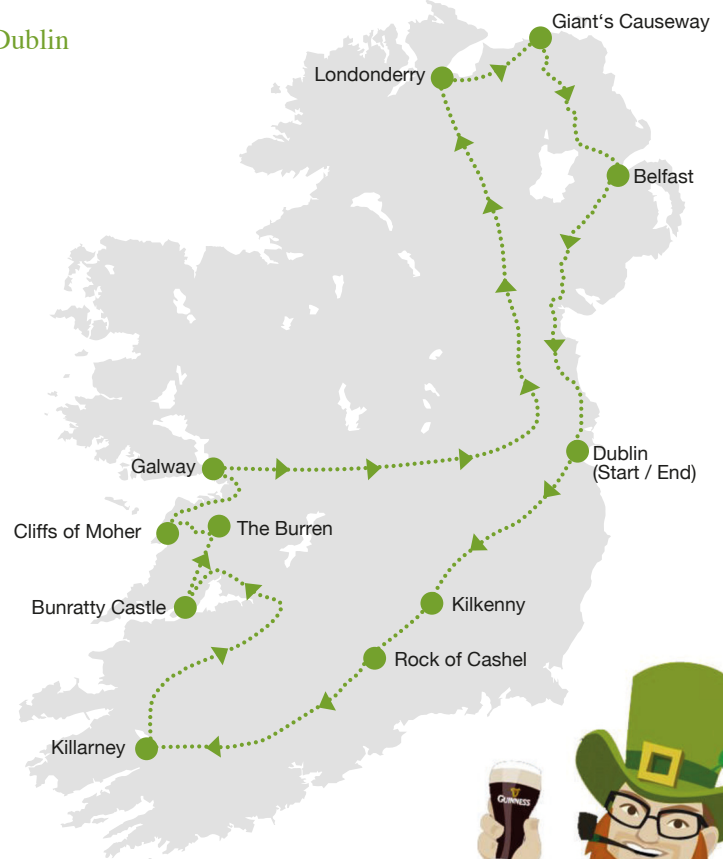 Dublin
Giant‘s Causeway
Londonderry
Belfast
Galway
Dublin
(Start / End)
Cliffs of Moher
The Burren
Bunratty Castle
Kilkenny
Rock of Cashel
Killarney
GUINNESS